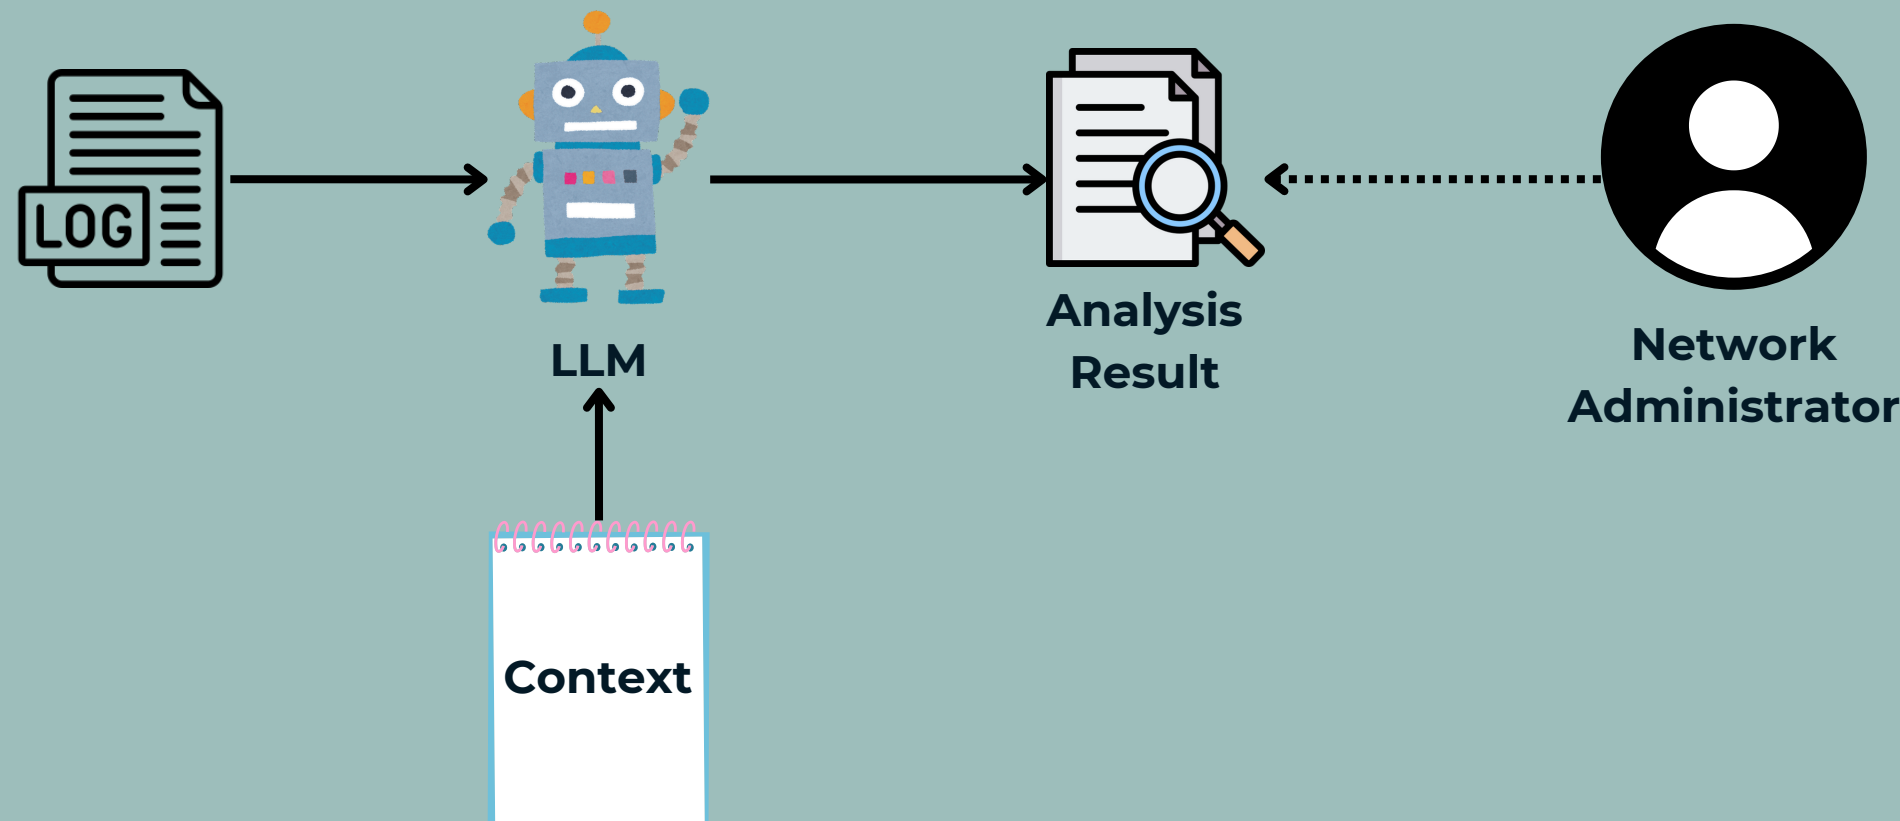 LOG
LLM
Analysis
Result
Network
Administrator
Context